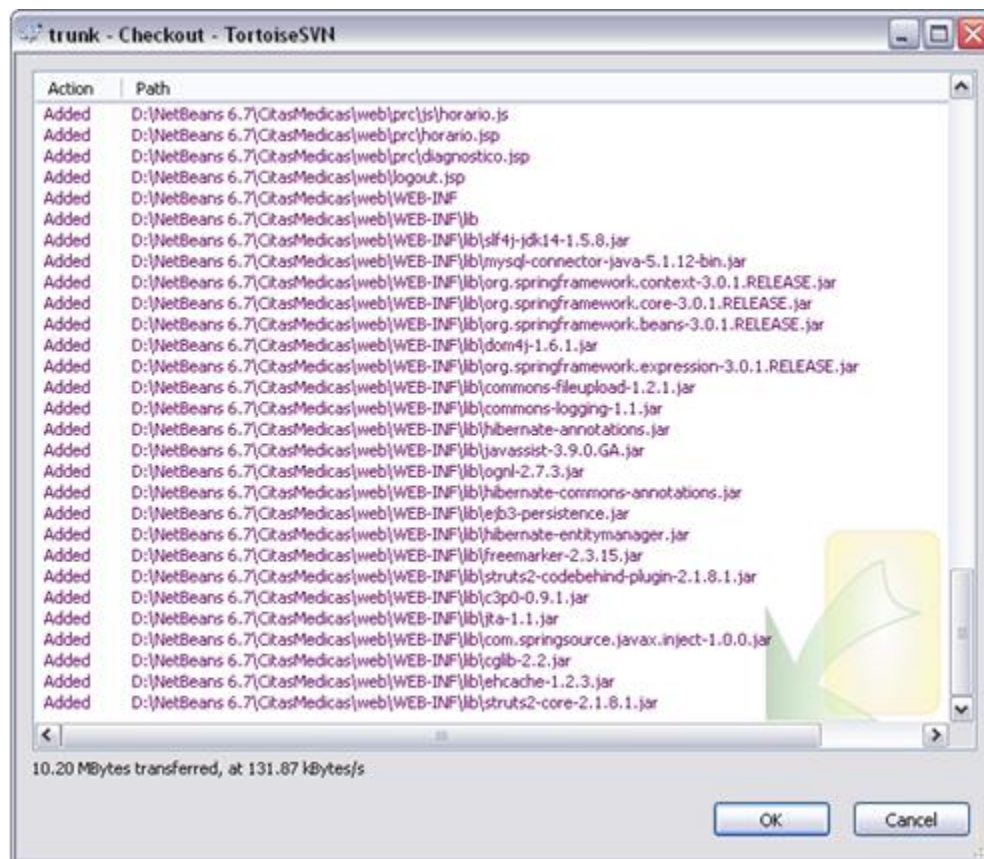 trunk - Checkout - TortoiseSVN
Action Path
Added D:\NetBeans 6.7\CitasMedicas\web\prc\js\horario.js
Added D:\NetBeans 6.7\CitasMedicas\web\prc\horario.jsp
Added D:\NetBeans 6.7\CitasMedicas\web\prc\diagnostico.jsp
Added D:\NetBeans 6.7\CitasMedicas\web\logout.jsp
Added D:\NetBeans 6.7\CitasMedicas\web\WEB-INF
Added D:\NetBeans 6.7\CitasMedicas\web\WEB-INF\lib
Added D:\NetBeans 6.7\CitasMedicas\web\WEB-INF\lib\slf4j-jdk14-1.5.8.jar
Added D:\NetBeans 6.7\CitasMedicas\web\WEB-INF\lib\mysql-connector-java-5.1.12-bin.jar
Added D:\NetBeans 6.7\CitasMedicas\web\WEB-INF\lib\org.springframework.context-3.0.1.RELEASE.jar
Added D:\NetBeans 6.7\CitasMedicas\web\WEB-INF\lib\org.springframework.core-3.0.1.RELEASE.jar
Added D:\NetBeans 6.7\CitasMedicas\web\WEB-INF\lib\org.springframework.beans-3.0.1.RELEASE.jar
Added D:\NetBeans 6.7\CitasMedicas\web\WEB-INF\lib\dom4j-1.6.1.jar
Added D:\NetBeans 6.7\CitasMedicas\web\WEB-INF\lib\org.springframework.expression-3.0.1.RELEASE.jar
Added D:\NetBeans 6.7\CitasMedicas\web\WEB-INF\lib\commons-fileupload-1.2.1.jar
Added D:\NetBeans 6.7\CitasMedicas\web\WEB-INF\lib\commons-logging-1.1.jar
Added D:\NetBeans 6.7\CitasMedicas\web\WEB-INF\lib\hibernate-annotations.jar
Added D:\NetBeans 6.7\CitasMedicas\web\WEB-INF\lib\javassist-3.9.0.GA.jar
Added D:\NetBeans 6.7\CitasMedicas\web\WEB-INF\lib\ognl-2.7.3.jar
Added D:\NetBeans 6.7\CitasMedicas\web\WEB-INF\lib\hibernate-commons-annotations.jar
Added D:\NetBeans 6.7\CitasMedicas\web\WEB-INF\lib\ejb3-persistence.jar
Added D:\NetBeans 6.7\CitasMedicas\web\WEB-INF\lib\hibernate-entitymanager.jar
Added D:\NetBeans 6.7\CitasMedicas\web\WEB-INF\lib\freemarker-2.3.15.jar
Added D:\NetBeans 6.7\CitasMedicas\web\WEB-INF\lib\struts2-codebehind-plugin-2.1.8.1.jar
Added D:\NetBeans 6.7\CitasMedicas\web\WEB-INF\lib\c3p0-0.9.1.jar
Added D:\NetBeans 6.7\CitasMedicas\web\WEB-INF\lib\jta-1.1.jar
Added D:\NetBeans 6.7\CitasMedicas\web\WEB-INF\lib\com.springsource.javax.inject-1.0.0.jar
Added D:\NetBeans 6.7\CitasMedicas\web\WEB-INF\lib\cglib-2.2.jar
Added D:\NetBeans 6.7\CitasMedicas\web\WEB-INF\lib\ehcache-1.2.3.jar
Added D:\NetBeans 6.7\CitasMedicas\web\WEB-INF\lib\struts2-core-2.1.8.1.jar
10.20 MBytes transferred, at 131.87 kBytes/s
OK Cancel